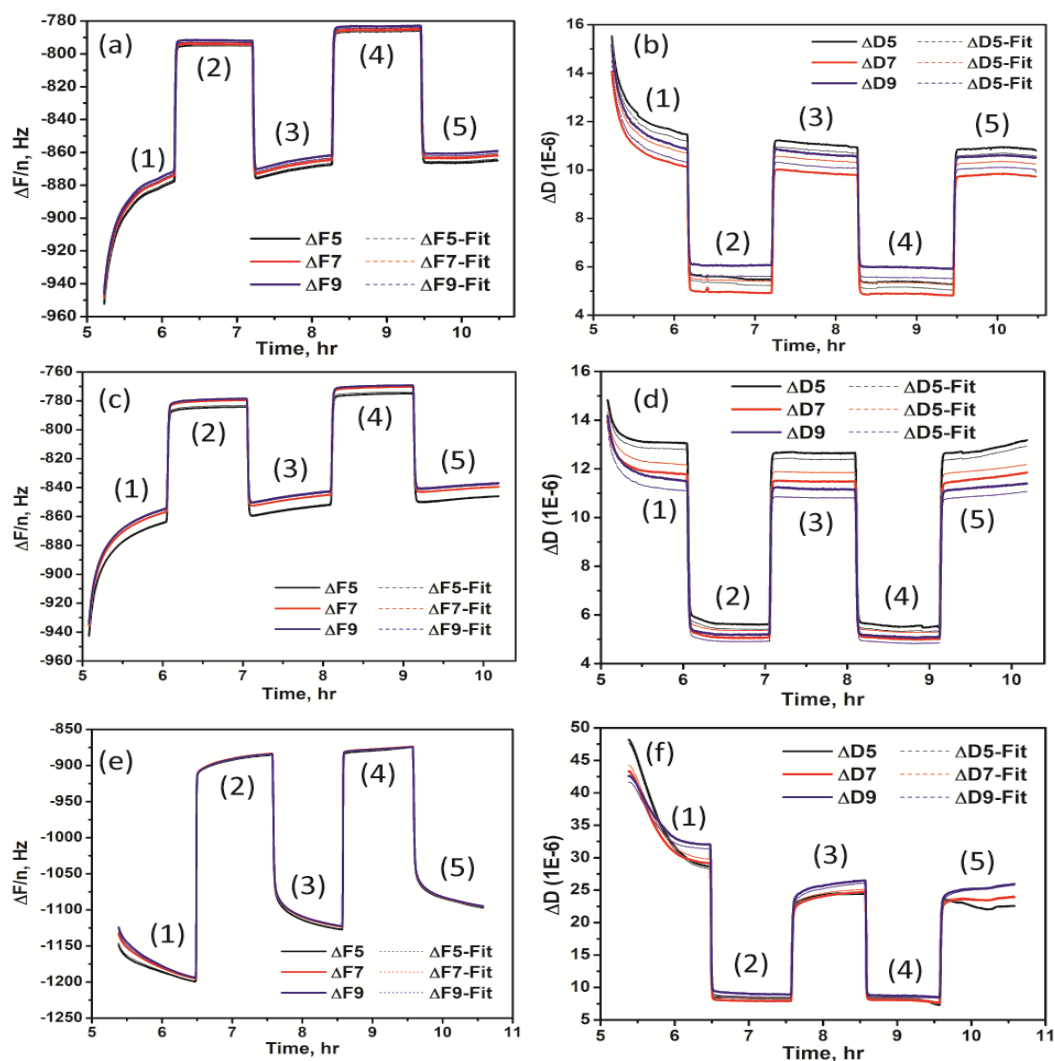 (a)
ΔF/n, Hz
-780
-800
-820
-840
-860
-880
-900
-920
-940
-960
(1)
(2)
(3)
(4)
(5)
ΔF5
ΔF7
ΔF9
ΔF5-Fit
ΔF7-Fit
ΔF9-Fit
5 6 7 8 9 10
Time, hr
(b)
ΔD (1E-6)
16
14
12
10
8
6
4
(1)
(2)
(3)
(4)
(5)
ΔD5
ΔD7
ΔD9
ΔD5-Fit
ΔD5-Fit
ΔD5-Fit
5 6 7 8 9 10
Time, hr
(c)
ΔF/n, Hz
-760
-780
-800
-820
-840
-860
-880
-900
-920
-940
-960
(1)
(2)
(3)
(4)
(5)
ΔF5
ΔF7
ΔF9
ΔF5-Fit
ΔF7-Fit
ΔF9-Fit
5 6 7 8 9 10
Time, hr
(d)
ΔD (1E-6)
16
14
12
10
8
6
4
(1)
(2)
(3)
(4)
(5)
ΔD5
ΔD7
ΔD9
ΔD5-Fit
ΔD5-Fit
ΔD5-Fit
5 6 7 8 9 10
Time, hr
(e)
ΔF/n, Hz
-850
-900
-950
-1000
-1050
-1100
-1150
-1200
-1250
(1)
(2)
(3)
(4)
(5)
ΔF5
ΔF7
ΔF9
ΔF5-Fit
ΔF7-Fit
ΔF9-Fit
5 6 7 8 9 10 11
Time, hr
(f)
ΔD (1E-6)
50
45
40
35
30
25
20
15
10
5
(1)
(2)
(3)
(4)
(5)
ΔD5
ΔD7
ΔD9
ΔD5-Fit
ΔD7-Fit
ΔD9-Fit
5 6 7 8 9 10 11
Time, hr